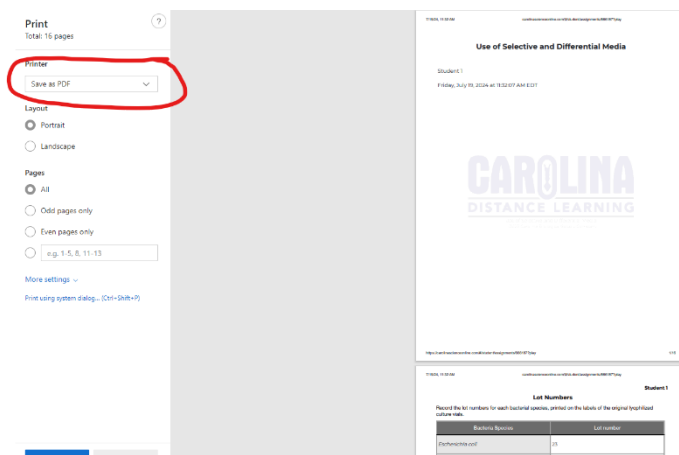 Print
?
Total: 16 pages
Printer
Save as PDF
Layout
Portrait
Landscape
Pages
All
Odd pages only
Even pages only
e.g. 1-5, 8, 11-13
More settings
Print using system dialog... (Ctrl+Shift+P)
Use of Selective and Differential Media
Student 1
Friday, July 19, 2024 at 11:32:07 AM EDT
CAROLINA
DISTANCE LEARNING
Student 1
Lot Numbers
Record the lot numbers for each bacterial species, printed on the labels of the original lyophilized
culture vials.
Bacteria Species
Lot number
Escherichia coli
23